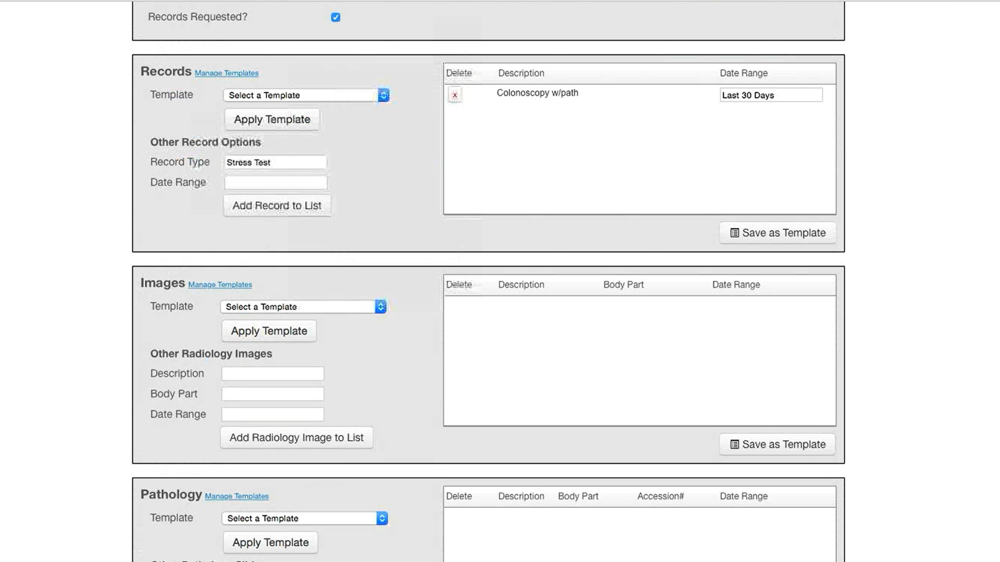 Records Requested?
Records Manage Templates
Template Select a Template
Apply Template
Other Record Options
Record Type Stress Test
Date Range
Add Record to List
Delete Description Date Range
x Colonoscopy w/path Last 30 Days
Save as Template
Images Manage Templates
Template Select a Template
Apply Template
Other Radiology Images
Description
Body Part
Date Range
Add Radiology Image to List
Delete Description Body Part Date Range
Save as Template
Pathology Manage Templates
Template Select a Template
Apply Template
Delete Description Body Part Accession# Date Range